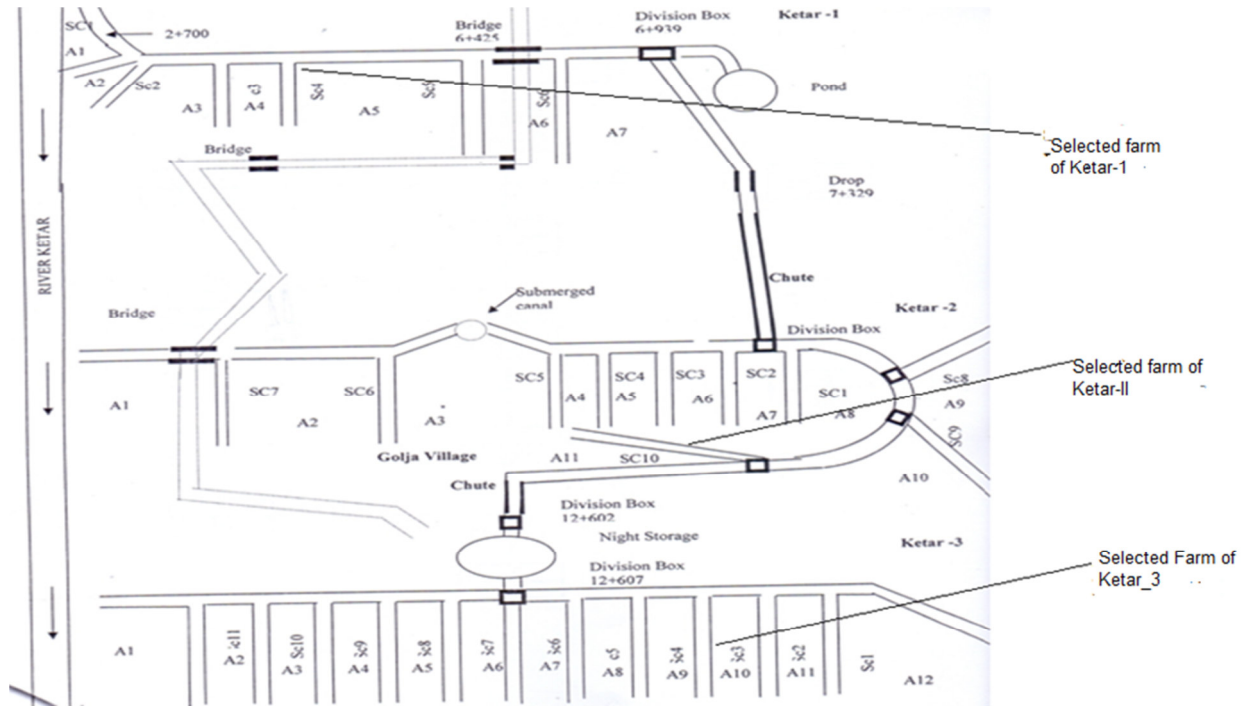 SC1
2+700
Bridge
6+425
Division Box
6+939
Ketar -1
A1
A2
Sc2
A3
c3
A4
Sc4
A5
Sc5
Sc6
A6
A7
Pond
Selected farm
of Ketar-1
Bridge
Drop
7+329
RIVER KETAR
Chute
Submerged
canal
Bridge
Division Box
Ketar -2
Selected farm of
Ketar-II
A1
SC7
A2
SC6
A3
SC5
A4
SC4
A5
SC3
A6
SC2
A7
SC1
A8
Sc8
A9
SC9
Golja Village
A11
SC10
A10
Chute
Division Box
12+602
Night Storage
Ketar -3
Division Box
12+607
Selected Farm of
Ketar_3
A1
Sc11
A2
Sc10
A3
Sc9
A4
Sc8
A5
Sc7
A6
Sc6
A7
c5
A8
Sc4
A9
Sc3
A10
Sc2
A11
Sc1
A12